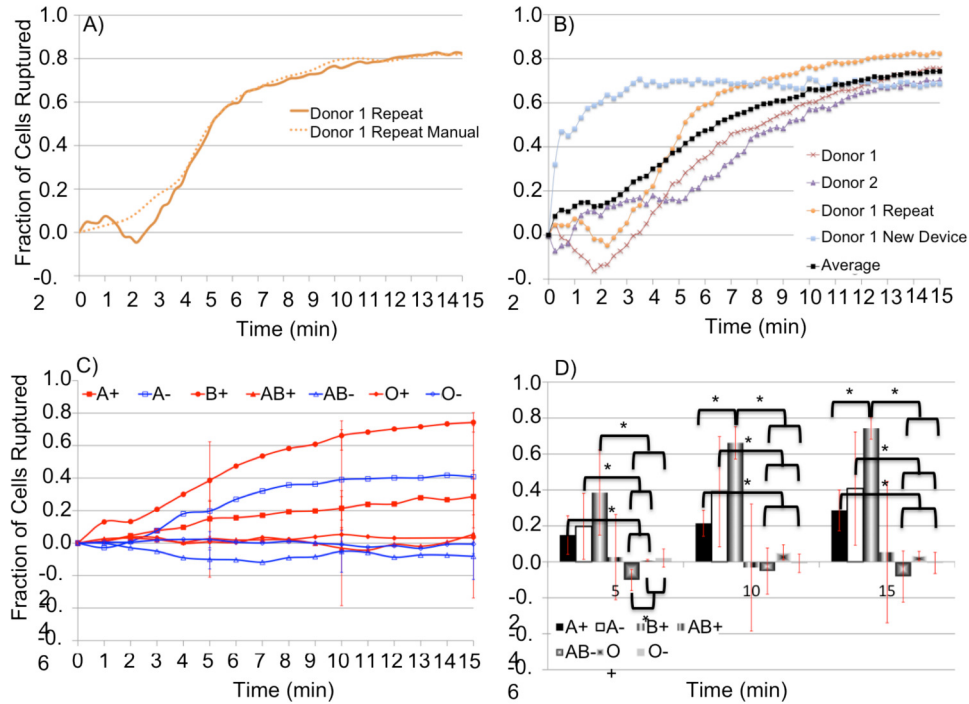 A)
1.0
0.8
0.6
0.4
0.2
0.0
-0.
2
Fraction of Cells Ruptured
Donor 1 Repeat
Donor 1 Repeat Manual
0 1 2 3 4 5 6 7 8 9 10 11 12 13 14 15
Time (min)
B)
1.0
0.8
0.6
0.4
0.2
0.0
-0.
2
Fraction of Cells Ruptured
Donor 1
Donor 2
Donor 1 Repeat
Donor 1 New Device
Average
0 1 2 3 4 5 6 7 8 9 10 11 12 13 14 15
Time (min)
C)
1.0
0.8
0.6
0.4
0.2
0.0
-0.
2
-0.
4
-0.
6
Fraction of Cells Ruptured
A+ A- B+ AB+ AB- O+ O-
0 1 2 3 4 5 6 7 8 9 10 11 12 13 14 15
Time (min)
D)
1.0
0.8
0.6
0.4
0.2
0.0
-0.
2
-0.
4
-0.
6
Fraction of Cells Ruptured
* * * * *
* * * *
* * *
5 10 15
A+ A- B+ AB+
AB- O
+ O-
Time (min)